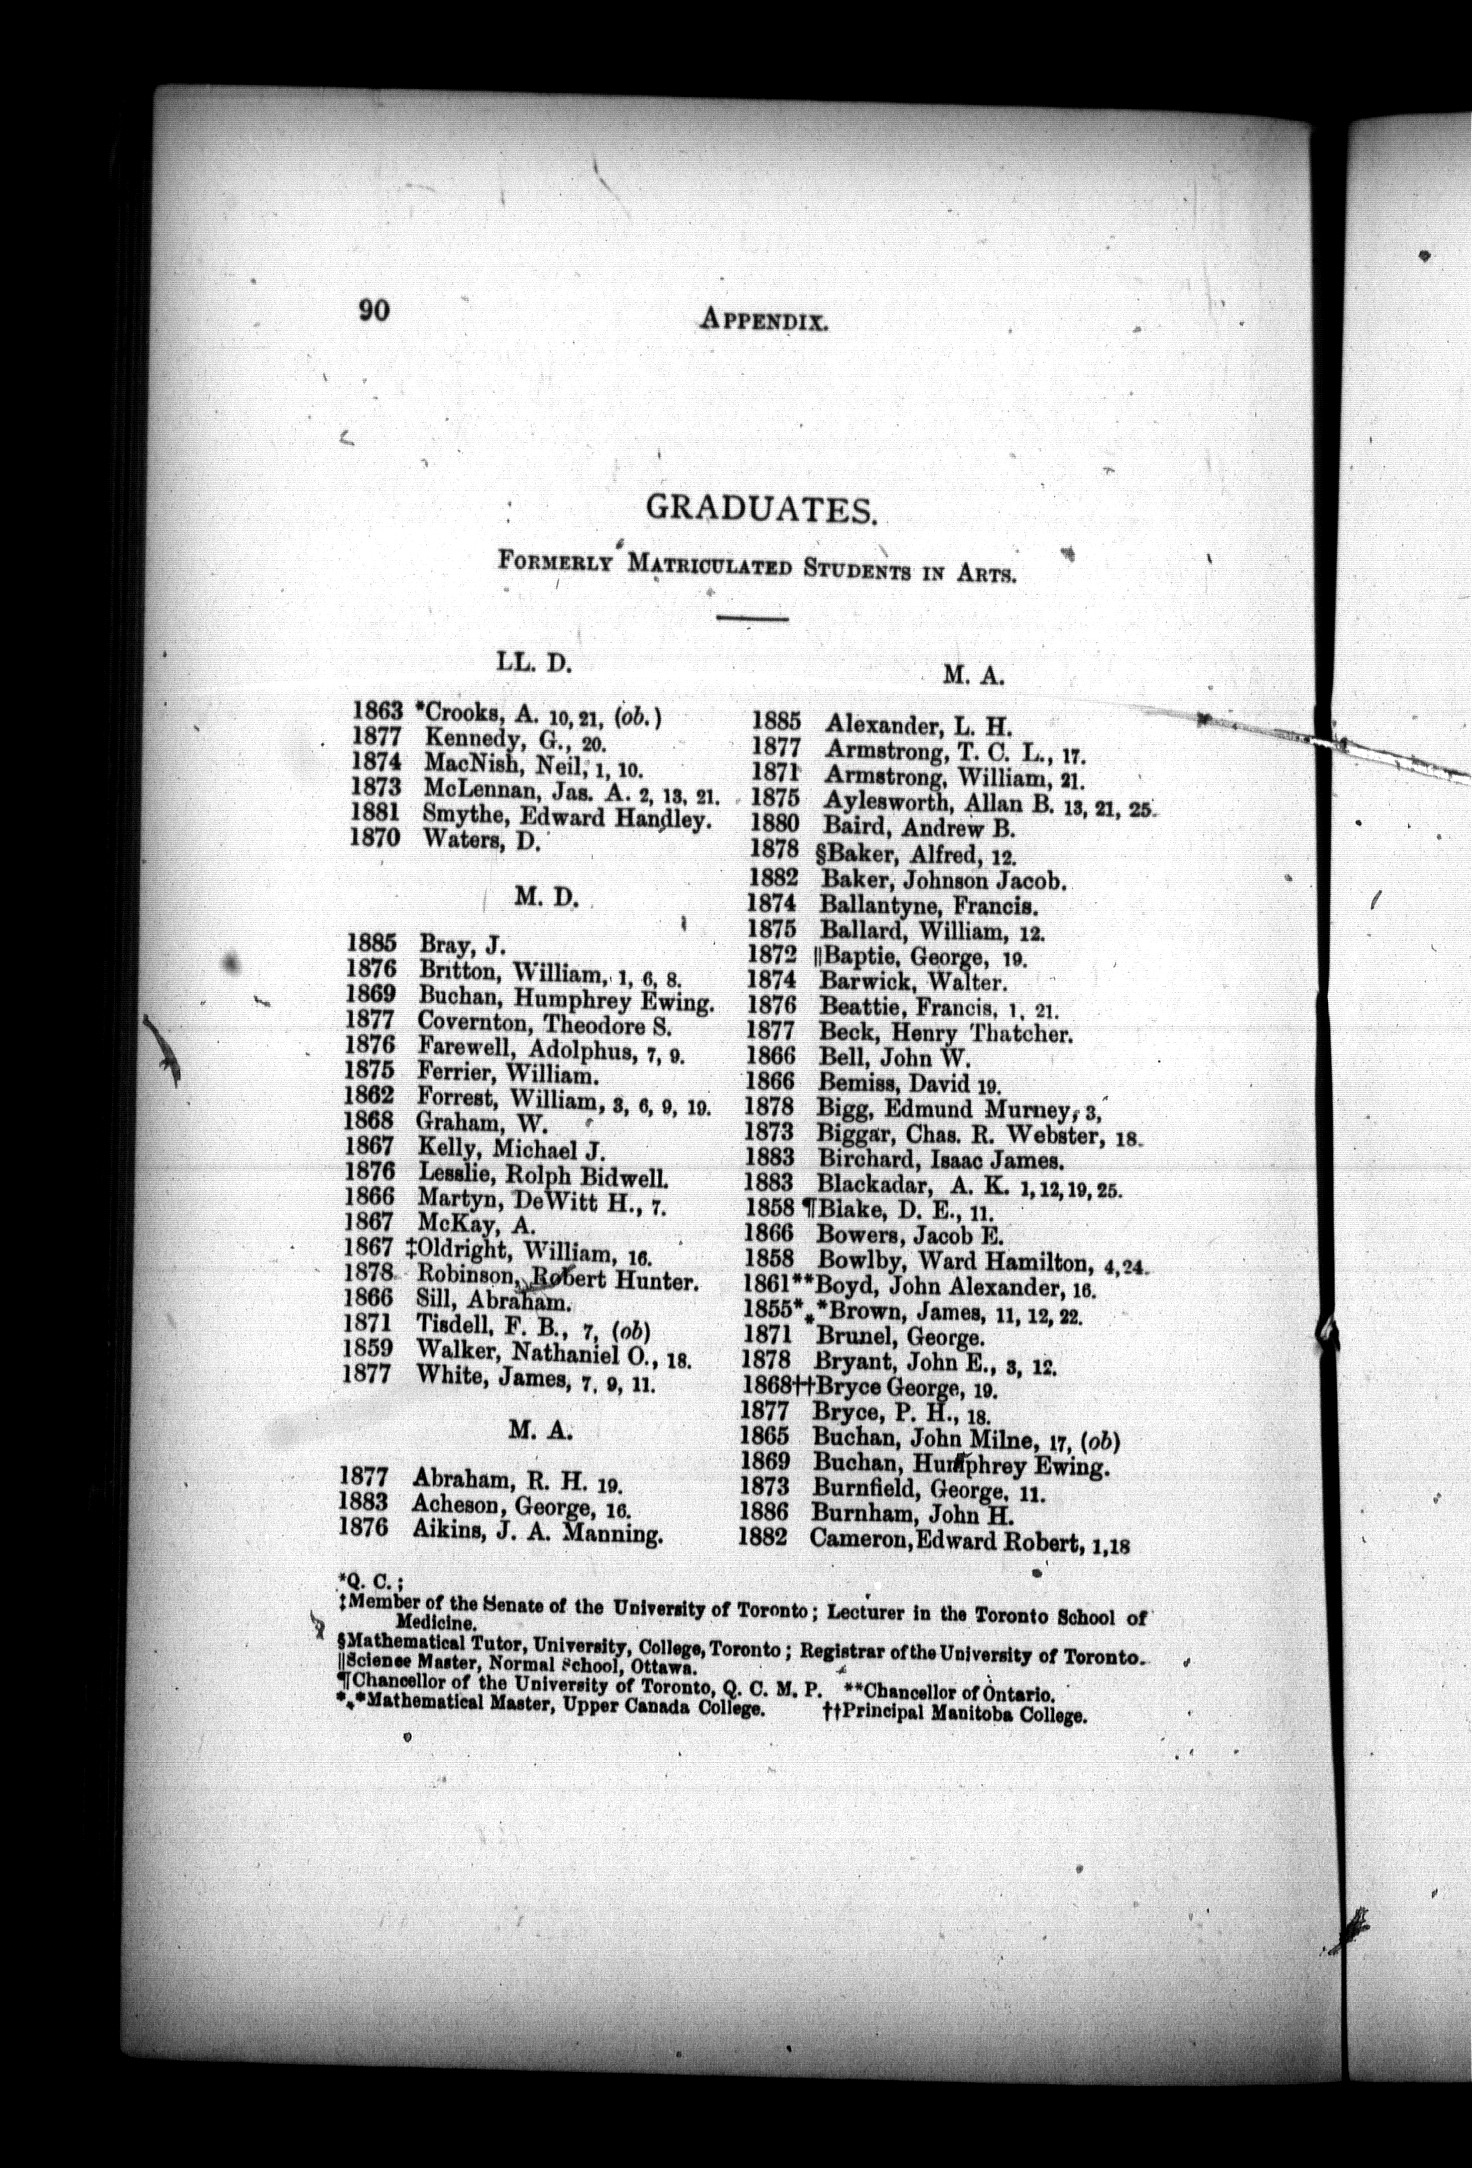 90
APPENDIX.
GRADUATES.
FORMERLY MATRICULATED STUDENTS IN ARTS.
LL. D.
1863 *Crooks, A. 10, 21, (ob.)
1877 Kennedy, G., 20.
1874 MacNish, Neil, 1, 10.
1873 McLennan, Jas. A. 2, 13, 21.
1881 Smythe, Edward Handley.
1870 Waters, D.
M. D.
1885 Bray, J.
1876 Britton, William, 1, 6, 8.
1869 Buchan, Humphrey Ewing.
1877 Covernton, Theodore S.
1876 Farewell, Adolphus, 7, 9.
1875 Ferrier, William.
1862 Forrest, William, 3, 6, 9, 19.
1868 Graham, W.
1867 Kelly, Michael J.
1876 Lesslie, Rolph Bidwell.
1866 Martyn, DeWitt H., 7.
1867 McKay, A.
1867 ‡Oldright, William, 16.
1878 Robinson, Robert Hunter.
1866 Sill, Abraham.
1871 Tisdell, F. B., 7, (ob)
1859 Walker, Nathaniel O., 18.
1877 White, James, 7, 9, 11.
M. A.
1877 Abraham, R. H. 19.
1883 Acheson, George, 16.
1876 Aikins, J. A. Manning.
M. A.
1885 Alexander, L. H.
1877 Armstrong, T. C. L., 17.
1871 Armstrong, William, 21.
1875 Aylesworth, Allan B. 13, 21, 25.
1880 Baird, Andrew B.
1878 §Baker, Alfred, 12.
1882 Baker, Johnson Jacob.
1874 Ballantyne, Francis.
1875 Ballard, William, 12.
1872 ‖Baptie, George, 19.
1874 Barwick, Walter.
1876 Beattie, Francis, 1, 21.
1877 Beck, Henry Thatcher.
1866 Bell, John W.
1866 Bemiss, David 19.
1878 Bigg, Edmund Murney, 3,
1873 Biggar, Chas. R. Webster, 18.
1883 Birchard, Isaac James.
1883 Blackadar, A. K. 1, 12, 19, 25.
1858 ¶Blake, D. E., 11.
1866 Bowers, Jacob E.
1858 Bowlby, Ward Hamilton, 4, 24.
1861**Boyd, John Alexander, 16.
1855*⁎*Brown, James, 11, 12, 22.
1871 Brunel, George.
1878 Bryant, John E., 3, 12.
1868††Bryce George, 19.
1877 Bryce, P. H., 18.
1865 Buchan, John Milne, 17, (ob)
1869 Buchan, Humphrey Ewing.
1873 Burnfield, George, 11.
1886 Burnham, John H.
1882 Cameron, Edward Robert, 1, 18
*Q. C. ;
‡Member of the Senate of the University of Toronto ; Lecturer in the Toronto School of
Medicine.
§Mathematical Tutor, University, College, Toronto ; Registrar of the University of Toronto.
‖Science Master, Normal School, Ottawa.
¶Chancellor of the University of Toronto, Q. C. M. P. **Chancellor of Ontario.
*⁎*Mathematical Master, Upper Canada College. ††Principal Manitoba College.